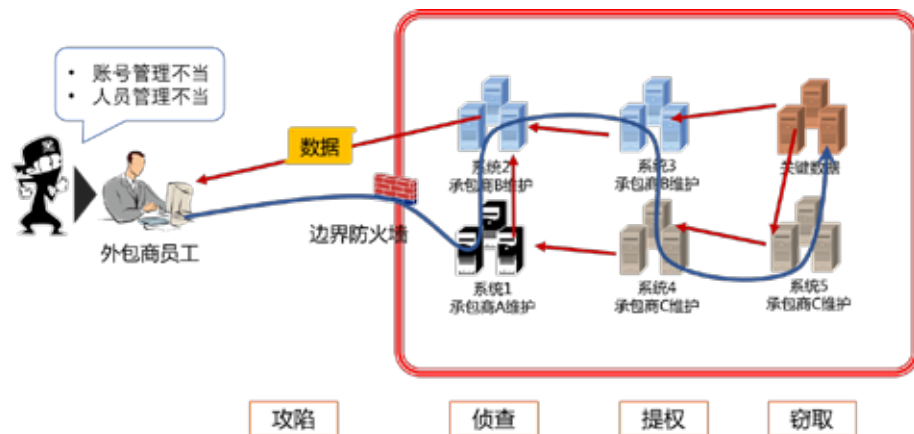 • 账号管理不当
• 人员管理不当
数据
外包商员工
边界防火墙
系统2
承包商B维护
系统3
承包商B维护
关键数据
系统1
承包商A维护
系统4
承包商C维护
系统5
承包商C维护
攻陷
侦查
提权
窃取